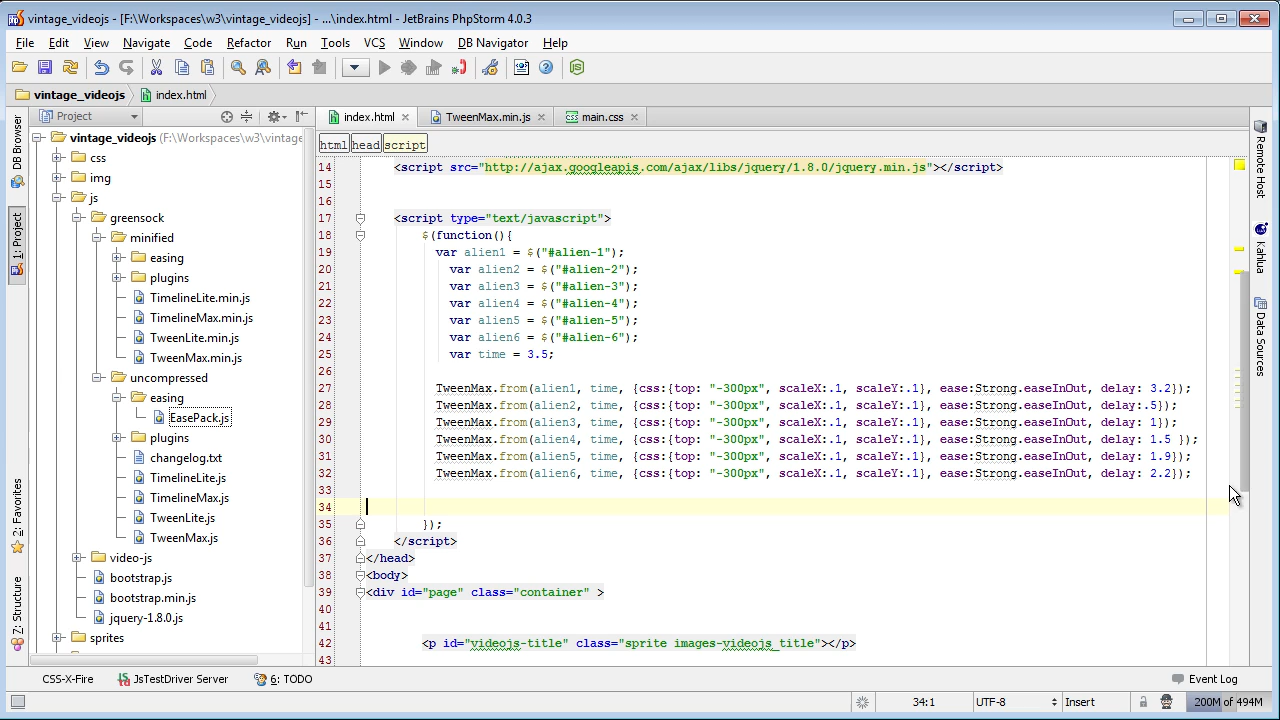 vintage_videojs - [F:\Workspaces\w3\vintage_videojs] - ...\index.html - JetBrains PhpStorm 4.0.3
File Edit View Navigate Code Refactor Run Tools VCS Window DB Navigator Help
vintage_videojs index.html
Project
index.html TweenMax.min.js main.css
html head script
DB Browser
1: Project
2: Favorites
7: Structure
vintage_videojs (F:\Workspaces\w3\vintage
css
img
js
greensock
minified
easing
plugins
TimelineLite.min.js
TimelineMax.min.js
TweenLite.min.js
TweenMax.min.js
uncompressed
easing
EasePack.js
plugins
changelog.txt
TimelineLite.js
TimelineMax.js
TweenLite.js
TweenMax.js
video-js
bootstrap.js
bootstrap.min.js
jquery-1.8.0.js
sprites
14 <script src="http://ajax.googleapis.com/ajax/libs/jquery/1.8.0/jquery.min.js"></script>
15
16
17 <script type="text/javascript">
18 $(function(){
19 var alien1 = $("#alien-1");
20 var alien2 = $("#alien-2");
21 var alien3 = $("#alien-3");
22 var alien4 = $("#alien-4");
23 var alien5 = $("#alien-5");
24 var alien6 = $("#alien-6");
25 var time = 3.5;
26
27 TweenMax.from(alien1, time, {css:{top: "-300px", scaleX:.1, scaleY:.1}, ease:Strong.easeInOut, delay: 3.2});
28 TweenMax.from(alien2, time, {css:{top: "-300px", scaleX:.1, scaleY:.1}, ease:Strong.easeInOut, delay:.5});
29 TweenMax.from(alien3, time, {css:{top: "-300px", scaleX:.1, scaleY:.1}, ease:Strong.easeInOut, delay: 1});
30 TweenMax.from(alien4, time, {css:{top: "-300px", scaleX:.1, scaleY:.1}, ease:Strong.easeInOut, delay: 1.5 });
31 TweenMax.from(alien5, time, {css:{top: "-300px", scaleX:.1, scaleY:.1}, ease:Strong.easeInOut, delay: 1.9});
32 TweenMax.from(alien6, time, {css:{top: "-300px", scaleX:.1, scaleY:.1}, ease:Strong.easeInOut, delay: 2.2});
33
34
35 });
36 </script>
37 </head>
38 <body>
39 <div id="page" class="container" >
40
41
42 <p id="videojs-title" class="sprite images-videojs_title"></p>
43
Remote Host
Kahlua
Data Sources
CSS-X-Fire JsTestDriver Server 6: TODO Event Log
34:1 UTF-8 Insert 200M of 494M